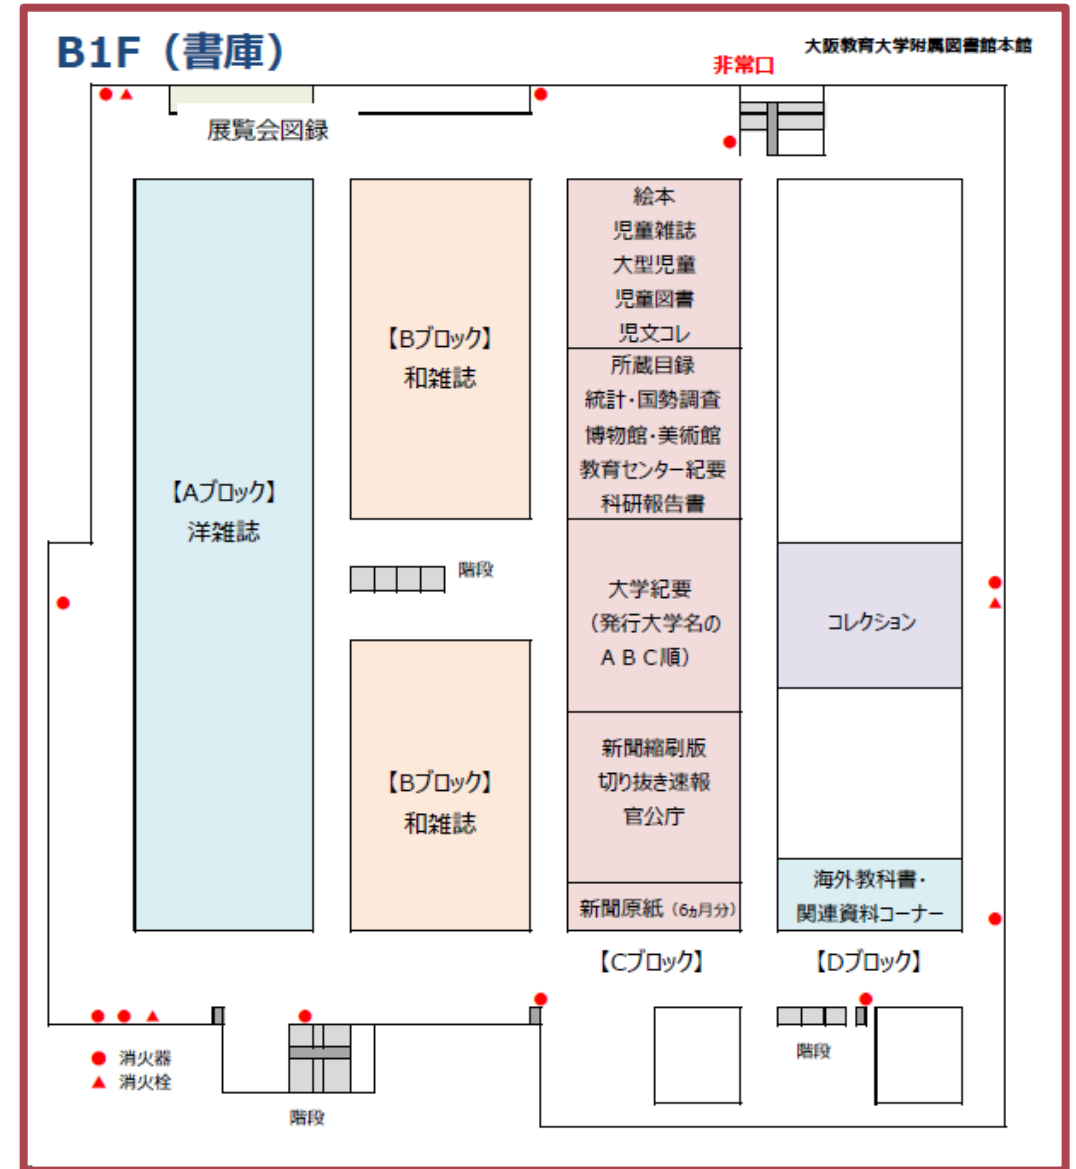 B1F（書庫）
大阪教育大学附属図書館本館
非常口
展覧会図録
【Aブロック】
洋雑誌
【Bブロック】
和雑誌
階段
【Bブロック】
和雑誌
絵本
児童雑誌
大型児童
児童図書
児文コレ
所蔵目録
統計・国勢調査
博物館・美術館
教育センター紀要
科研報告書
大学紀要
（発行大学名の
ＡＢＣ順）
新聞縮刷版
切り抜き速報
官公庁
新聞原紙（6ヵ月分）
【Cブロック】
コレクション
海外教科書・
関連資料コーナー
【Dブロック】
階段
● 消火器
▲ 消火栓
階段